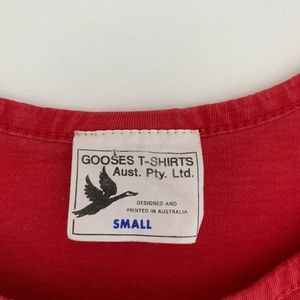 GOOSES T-SHIRTS
Aust. Pty. Ltd.
DESIGNED AND
PRINTED IN AUSTRALIA
SMALL